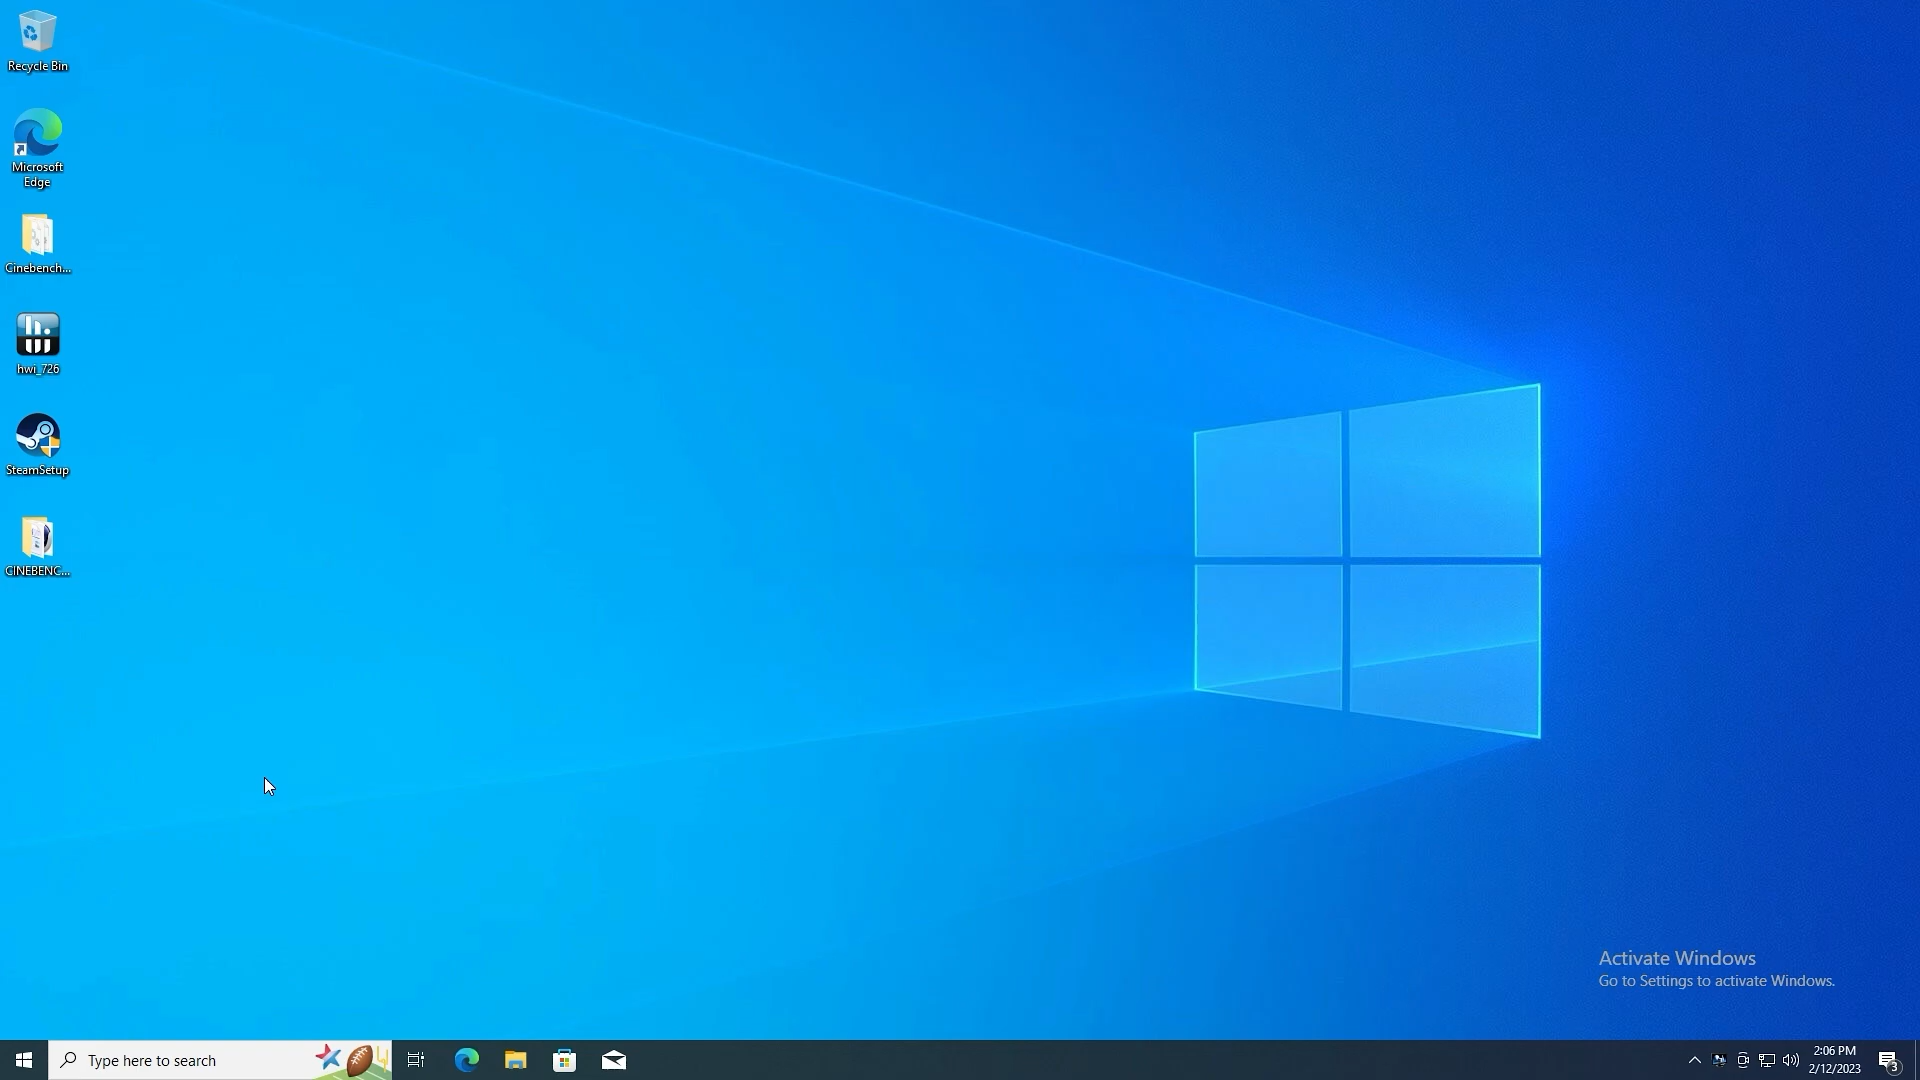 Recycle Bin
Microsoft
Edge
Cinebench...
hwi_726
SteamSetup
CINEBENC...
Activate Windows
Go to Settings to activate Windows.
Type here to search
2:06 PM
2/12/2023
3